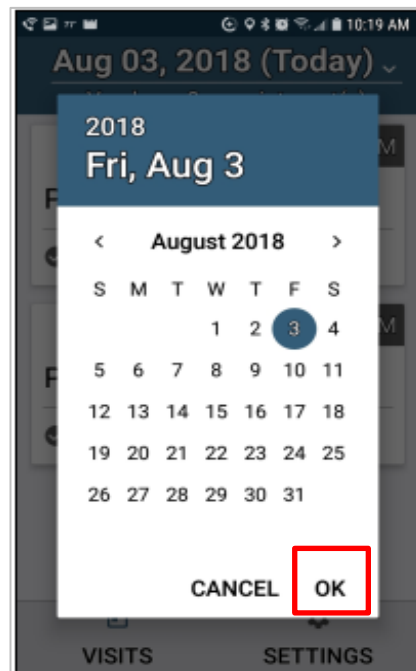 10:19 AM
Aug 03, 2018 (Today)
2018
Fri, Aug 3
August 2018
S M T W T F S
1 2 3 4
5 6 7 8 9 10 11
12 13 14 15 16 17 18
19 20 21 22 23 24 25
26 27 28 29 30 31
CANCEL OK
VISITS SETTINGS